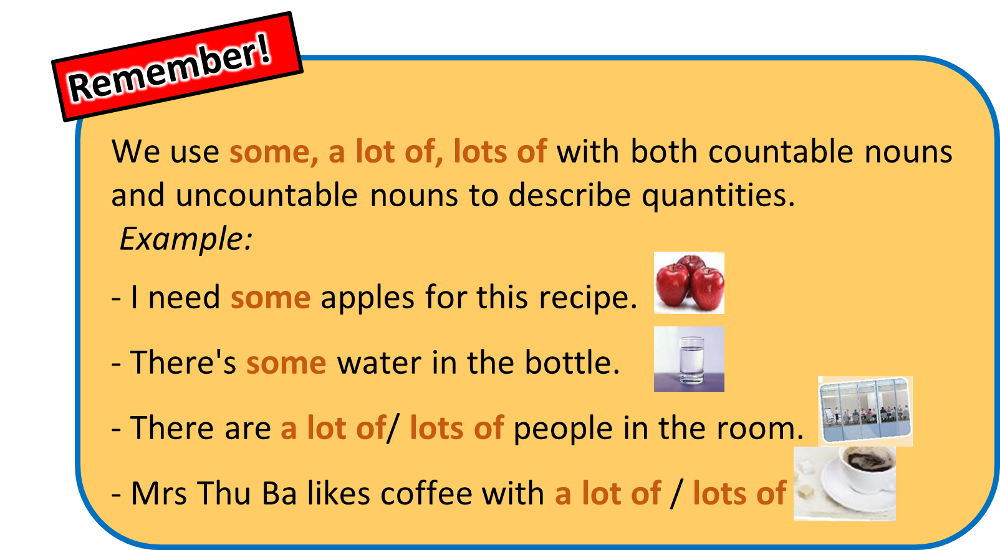 Remember!
We use some, a lot of, lots of with both countable nouns
and uncountable nouns to describe quantities.
Example:
- I need some apples for this recipe.
- There's some water in the bottle.
- There are a lot of/ lots of people in the room.
- Mrs Thu Ba likes coffee with a lot of / lots of